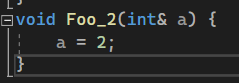 void Foo_2(int& a) {
    a = 2;
}